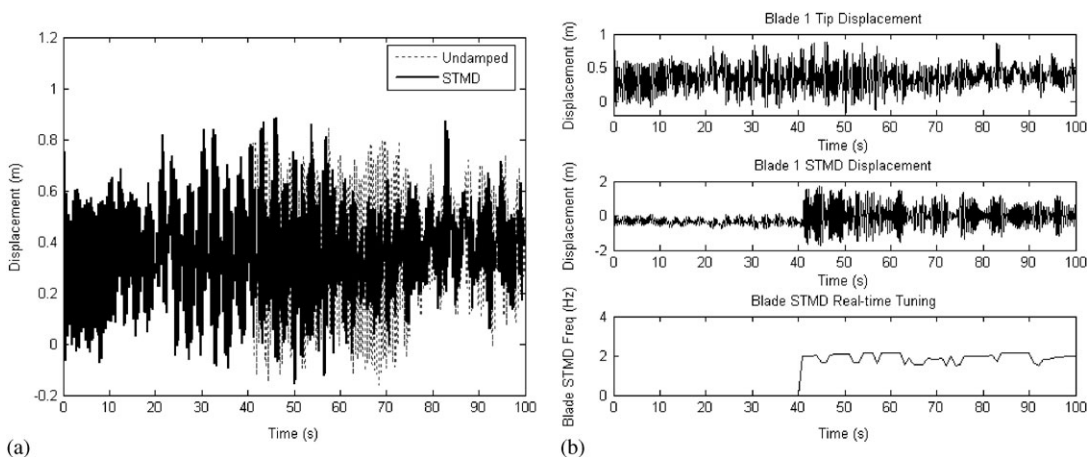 1.2
1
0.8
0.6
0.4
0.2
0
-0.2
Displacement (m)
Undamped
STMD
0 10 20 30 40 50 60 70 80 90 100
Time (s)
(a)
Blade 1 Tip Displacement
Displacement (m)
1
0.5
0
0 10 20 30 40 50 60 70 80 90 100
Time (s)
Blade 1 STMD Displacement
Displacement (m)
2
0
-2
0 10 20 30 40 50 60 70 80 90 100
Time (s)
Blade STMD Real-time Tuning
Blade STMD Freq (Hz)
4
2
0
0 10 20 30 40 50 60 70 80 90 100
Time (s)
(b)